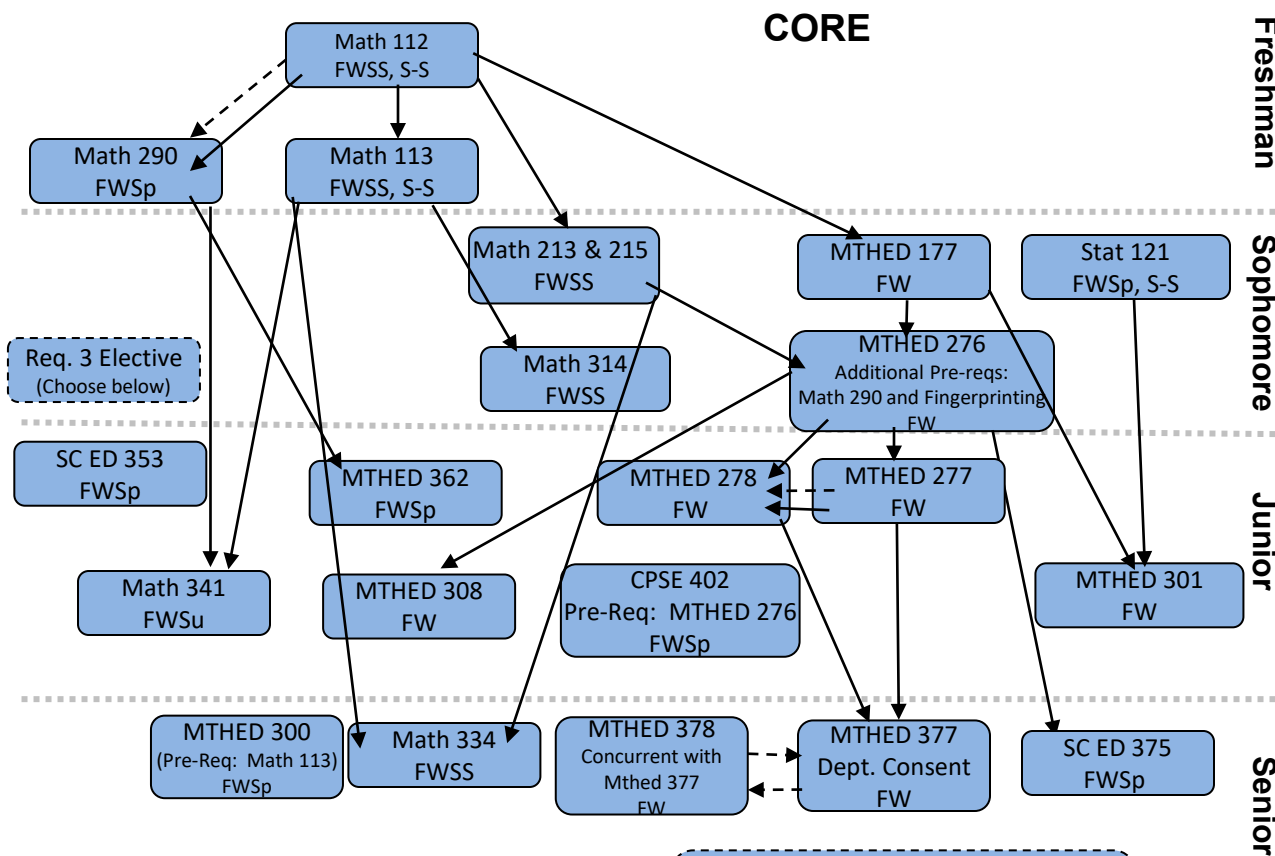 CORE
Freshman
Math 112
FWSS, S-S
Math 290
FWSp
Math 113
FWSS, S-S
Sophomore
Math 213 & 215
FWSS
MTHED 177
FW
Stat 121
FWSp, S-S
Req. 3 Elective
(Choose below)
Math 314
FWSS
MTHED 276
Additional Pre-reqs:
Math 290 and Fingerprinting
FW
Junior
SC ED 353
FWSp
MTHED 362
FWSp
MTHED 278
FW
MTHED 277
FW
Math 341
FWSu
MTHED 308
FW
CPSE 402
Pre-Req: MTHED 276
FWSp
MTHED 301
FW
Senior
MTHED 300
(Pre-Req: Math 113)
FWSp
Math 334
FWSS
MTHED 378
Concurrent with
Mthed 377
FW
MTHED 377
Dept. Consent
FW
SC ED 375
FWSp